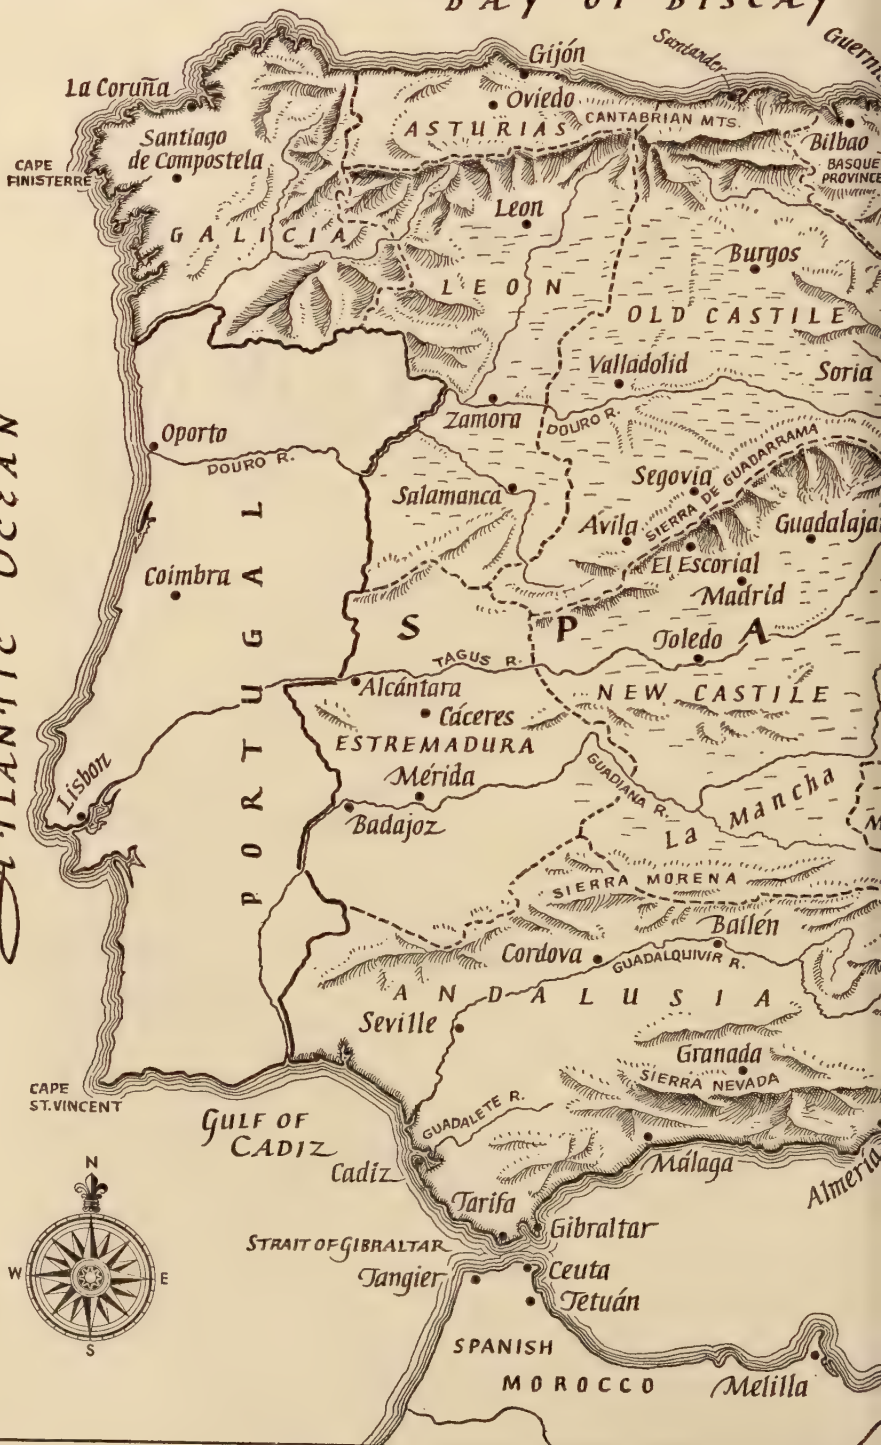 BAY OF BISCAY
Santander
Gijón
La Coruña
Oviedo
CANTABRIAN MTS.
ASTURIAS
Santiago
de Compostela
Bilbao
BASQUE
CAPE
FINISTERRE
Leon
GALICIA
Burgos
LEON
OLD CASTILE
Valladolid
Soria
Zamora
DOURO R.
Oporto
DOURO R.
SIERRA DE GUADARRAMA
Segovia
Salamanca
Avila
El Escorial
Coimbra
Madrid
PORTUGAL
S P A
Toledo
TAGUS R.
Alcántara
NEW CASTILE
Cáceres
ESTREMADURA
ATLANTIC OCEAN
Lisbon
Mérida
GUADIANA R.
Badajoz
La Mancha
M
SIERRA MORENA
Bailén
Cordova
GUADALQUIVIR R.
ANDALUSIA
Seville
Granada
SIERRA NEVADA
CAPE
ST. VINCENT
GULF OF
CADIZ
GUADALETE R.
Cadiz
Málaga
Almería
Tarifa
Gibraltar
STRAIT OF GIBRALTAR
Tangier
Ceuta
Tetuán
N
W
E
S
SPANISH
MOROCCO
Melilla